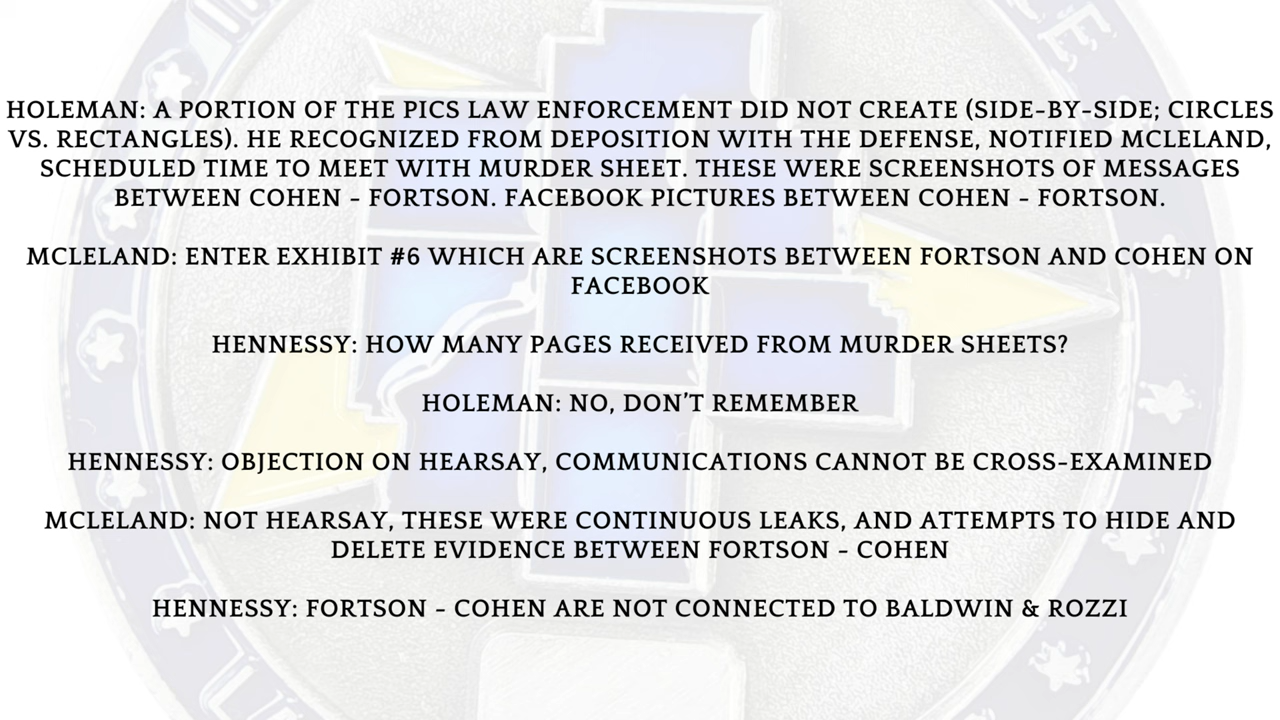 HOLEMAN: A PORTION OF THE PICS LAW ENFORCEMENT DID NOT CREATE (SIDE-BY-SIDE; CIRCLES
VS. RECTANGLES). HE RECOGNIZED FROM DEPOSITION WITH THE DEFENSE, NOTIFIED MCLELAND,
SCHEDULED TIME TO MEET WITH MURDER SHEET. THESE WERE SCREENSHOTS OF MESSAGES
BETWEEN COHEN - FORTSON. FACEBOOK PICTURES BETWEEN COHEN - FORTSON.
MCLELAND: ENTER EXHIBIT #6 WHICH ARE SCREENSHOTS BETWEEN FORTSON AND COHEN ON
FACEBOOK
HENNESSY: HOW MANY PAGES RECEIVED FROM MURDER SHEETS?
HOLEMAN: NO, DON'T REMEMBER
HENNESSY: OBJECTION ON HEARSAY, COMMUNICATIONS CANNOT BE CROSS-EXAMINED
MCLELAND: NOT HEARSAY, THESE WERE CONTINUOUS LEAKS, AND ATTEMPTS TO HIDE AND
DELETE EVIDENCE BETWEEN FORTSON - COHEN
HENNESSY: FORTSON - COHEN ARE NOT CONNECTED TO BALDWIN & ROZZI